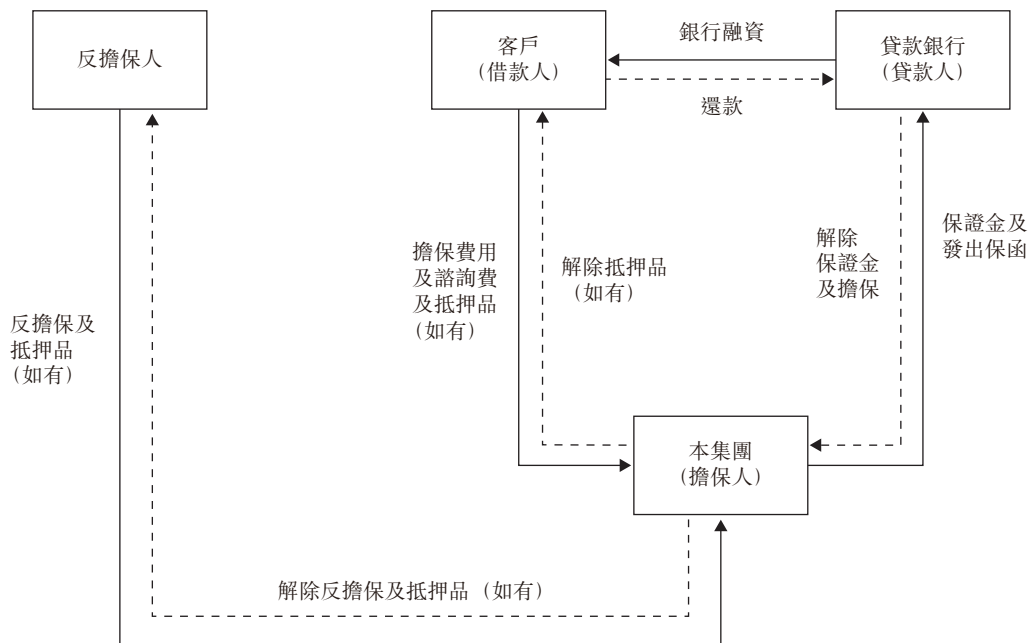 反擔保人
客戶
(借款人)
銀行融資
還款
貸款銀行
(貸款人)
擔保費用
及諮詢費
及抵押品
(如有)
解除抵押品
(如有)
解除
保證金
及擔保
保證金及
發出保函
反擔保及
抵押品
(如有)
本集團
(擔保人)
解除反擔保及抵押品 (如有)